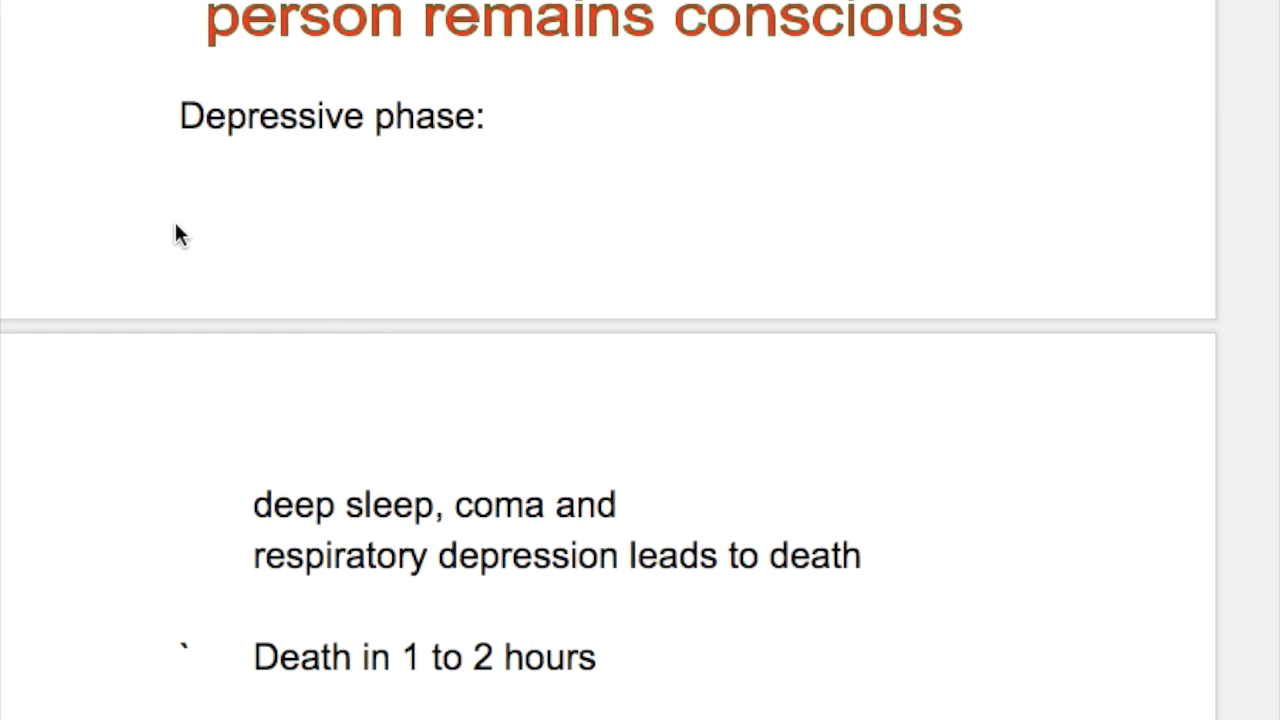 person remains conscious
Depressive phase:
deep sleep, coma and
respiratory depression leads to death
` Death in 1 to 2 hours